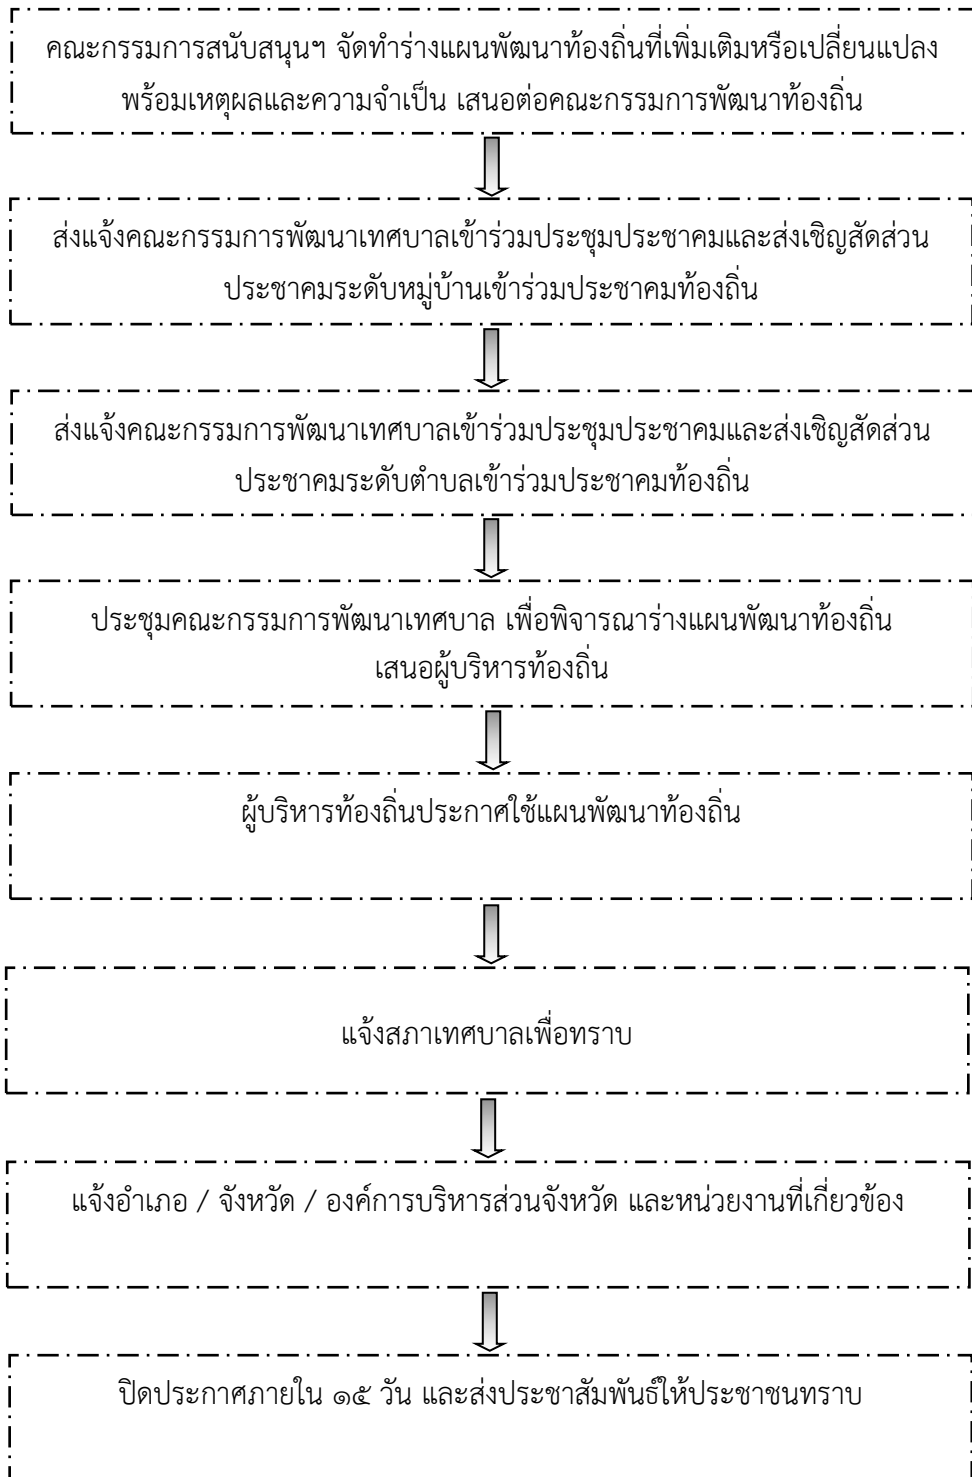 คณะกรรมการสนับสนุนฯ จัดทำร่างแผนพัฒนาท้องถิ่นที่เพิ่มเติมหรือเปลี่ยนแปลง
พร้อมเหตุผลและความจำเป็น เสนอต่อคณะกรรมการพัฒนาท้องถิ่น
ส่งแจ้งคณะกรรมการพัฒนาเทศบาลเข้าร่วมประชุมประชาคมและส่งเชิญสัดส่วน
ประชาคมระดับหมู่บ้านเข้าร่วมประชาคมท้องถิ่น
ส่งแจ้งคณะกรรมการพัฒนาเทศบาลเข้าร่วมประชุมประชาคมและส่งเชิญสัดส่วน
ประชาคมระดับตำบลเข้าร่วมประชาคมท้องถิ่น
ประชุมคณะกรรมการพัฒนาเทศบาล เพื่อพิจารณาร่างแผนพัฒนาท้องถิ่น
เสนอผู้บริหารท้องถิ่น
ผู้บริหารท้องถิ่นประกาศใช้แผนพัฒนาท้องถิ่น
แจ้งสภาเทศบาลเพื่อทราบ
แจ้งอำเภอ / จังหวัด / องค์การบริหารส่วนจังหวัด และหน่วยงานที่เกี่ยวข้อง
ปิดประกาศภายใน ๑๕ วัน และส่งประชาสัมพันธ์ให้ประชาชนทราบ